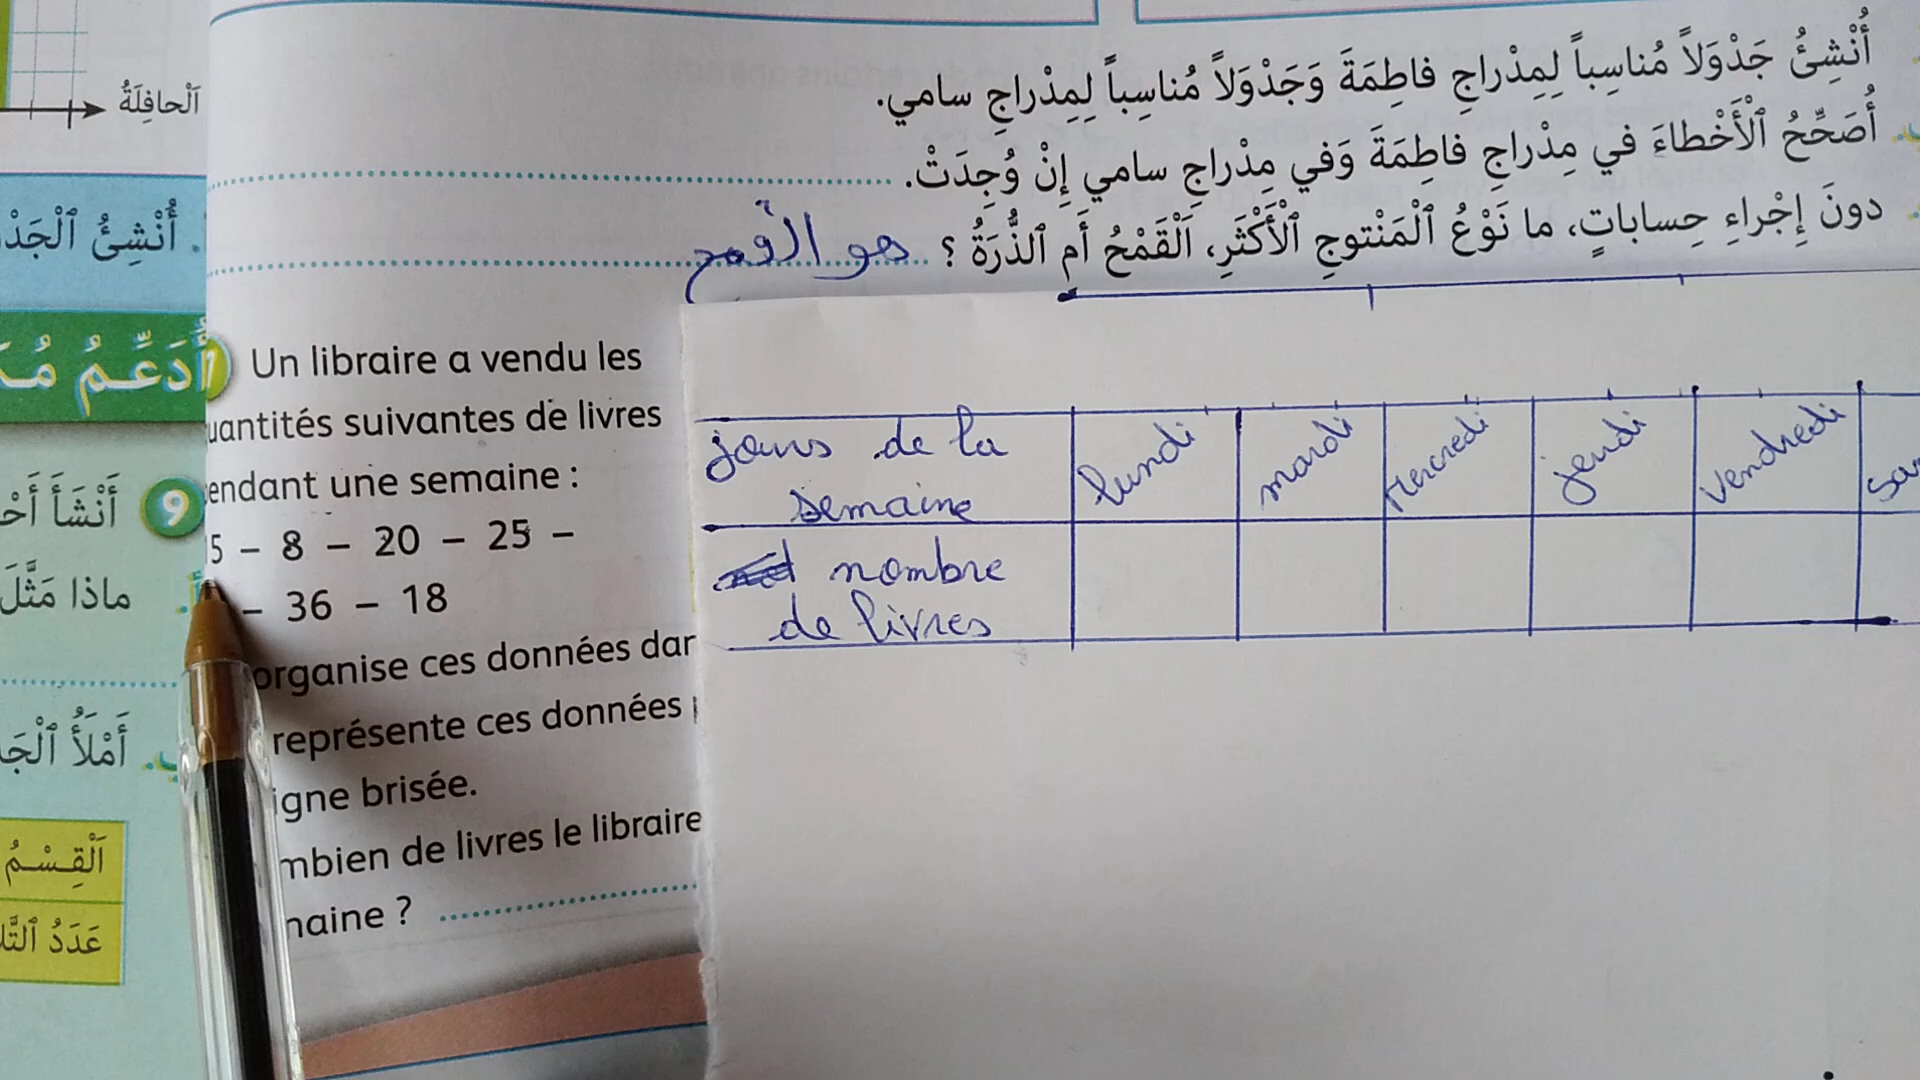 أُنْشِئُ جَدْوَلاً مُناسِباً لِمِدْراجِ فاطِمَةَ وَجَدْوَلاً مُناسِباً لِمِدْراجِ سامي.
أُصَحِّحُ ٱلْأَخْطاءَ في مِدْراجِ فاطِمَةَ وَفي مِدْراجِ سامي إِنْ وُجِدَتْ.
دونَ إِجْراءِ حِساباتٍ، ما نَوْعُ ٱلْمَنْتوجِ ٱلْأَكْثَرِ، ٱلْقَمْحُ أَمِ ٱلذُّرَةُ ؟ هو القمح
اَلْحافِلَةُ
أُنْشِئُ ٱلْجَدْ
أَدَعِّمُ مُ
9 أَنْشَأَ أَحْ
أ. ماذا مَثَّلَ
ب. أَمْلَأُ ٱلْجَ
اَلْقِسْمُ
عَدَدُ ٱلتَّل
Un libraire a vendu les
uantités suivantes de livres
endant une semaine :
15 – 8 – 20 – 25 –
– 36 – 18
organise ces données dar
représente ces données
igne brisée.
mbien de livres le libraire
naine ?
jours de la semaine lundi mardi Mercredi jeudi Vendredi Sa
nombre
de livres